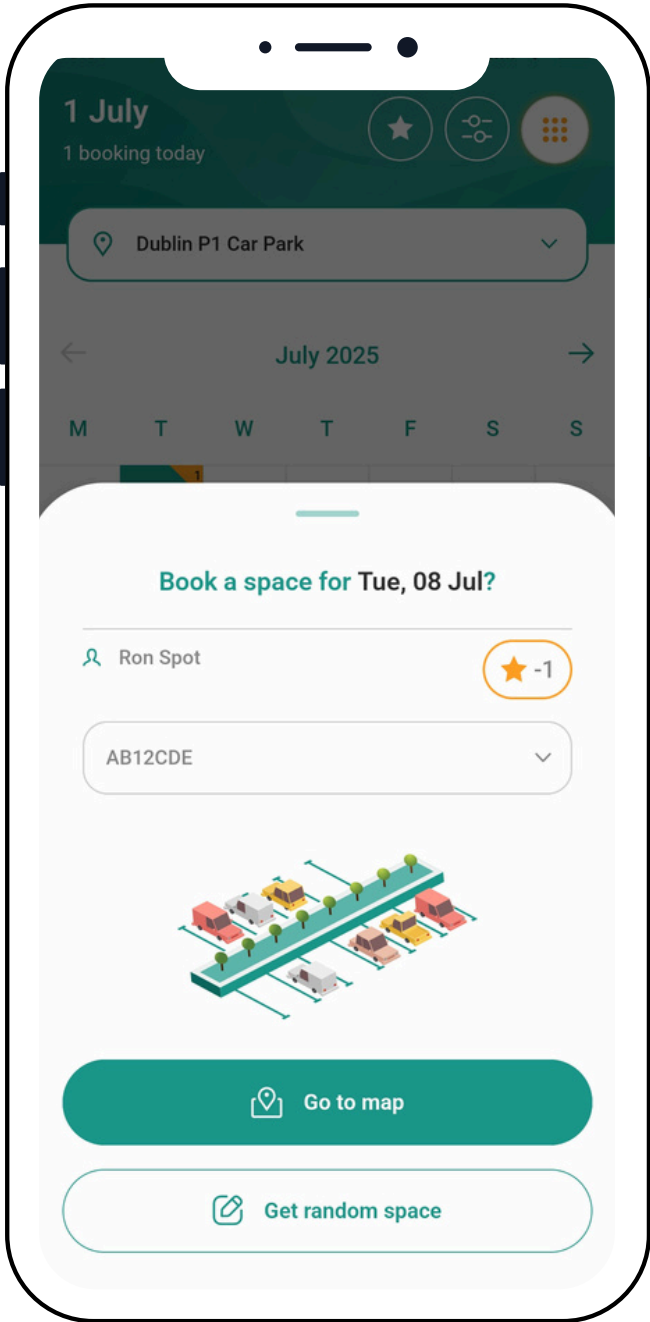 1 July
1 booking today
Dublin P1 Car Park
July 2025
M T W T F S S
1
Book a space for Tue, 08 Jul?
Ron Spot
-1
AB12CDE
Go to map
Get random space